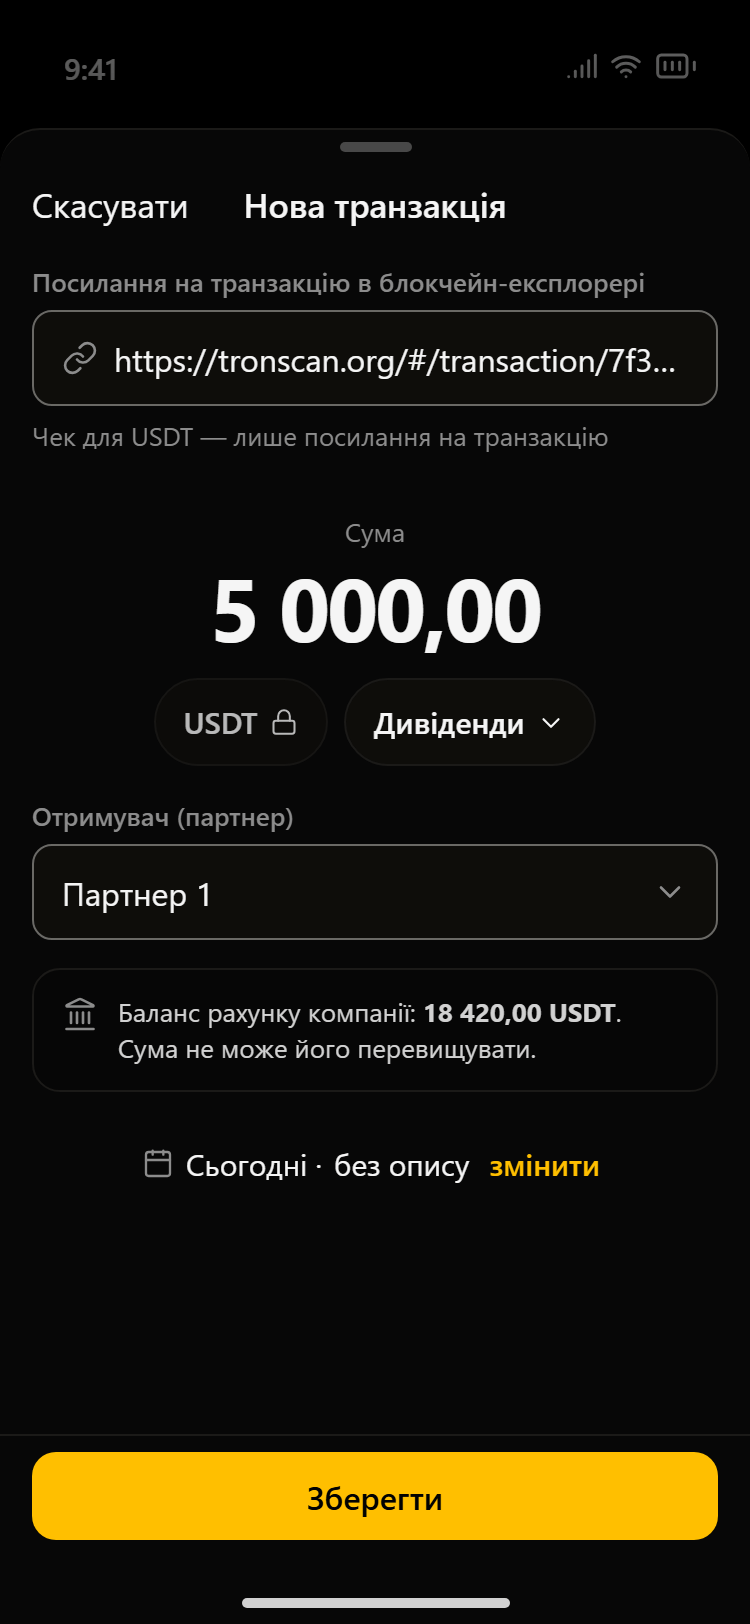 9:41
Скасувати
Нова транзакція
Посилання на транзакцію в блокчейн-експлорері
https://tronscan.org/#/transaction/7f3...
Чек для USDT — лише посилання на транзакцію
Сума
5 000,00
USDT
Дивіденди
Отримувач (партнер)
Партнер 1
Баланс рахунку компанії: 18 420,00 USDT.
Сума не може його перевищувати.
Сьогодні · без опису змінити
Зберегти